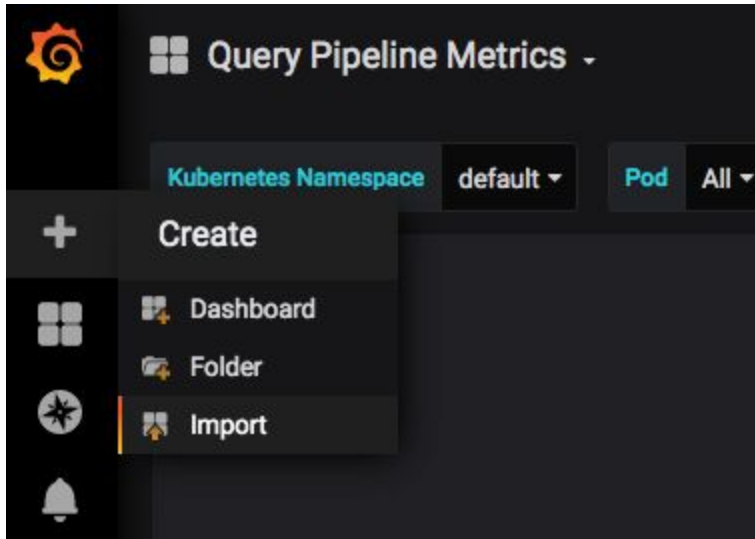 Query Pipeline Metrics
Kubernetes Namespace default Pod All
Create
Dashboard
Folder
Import